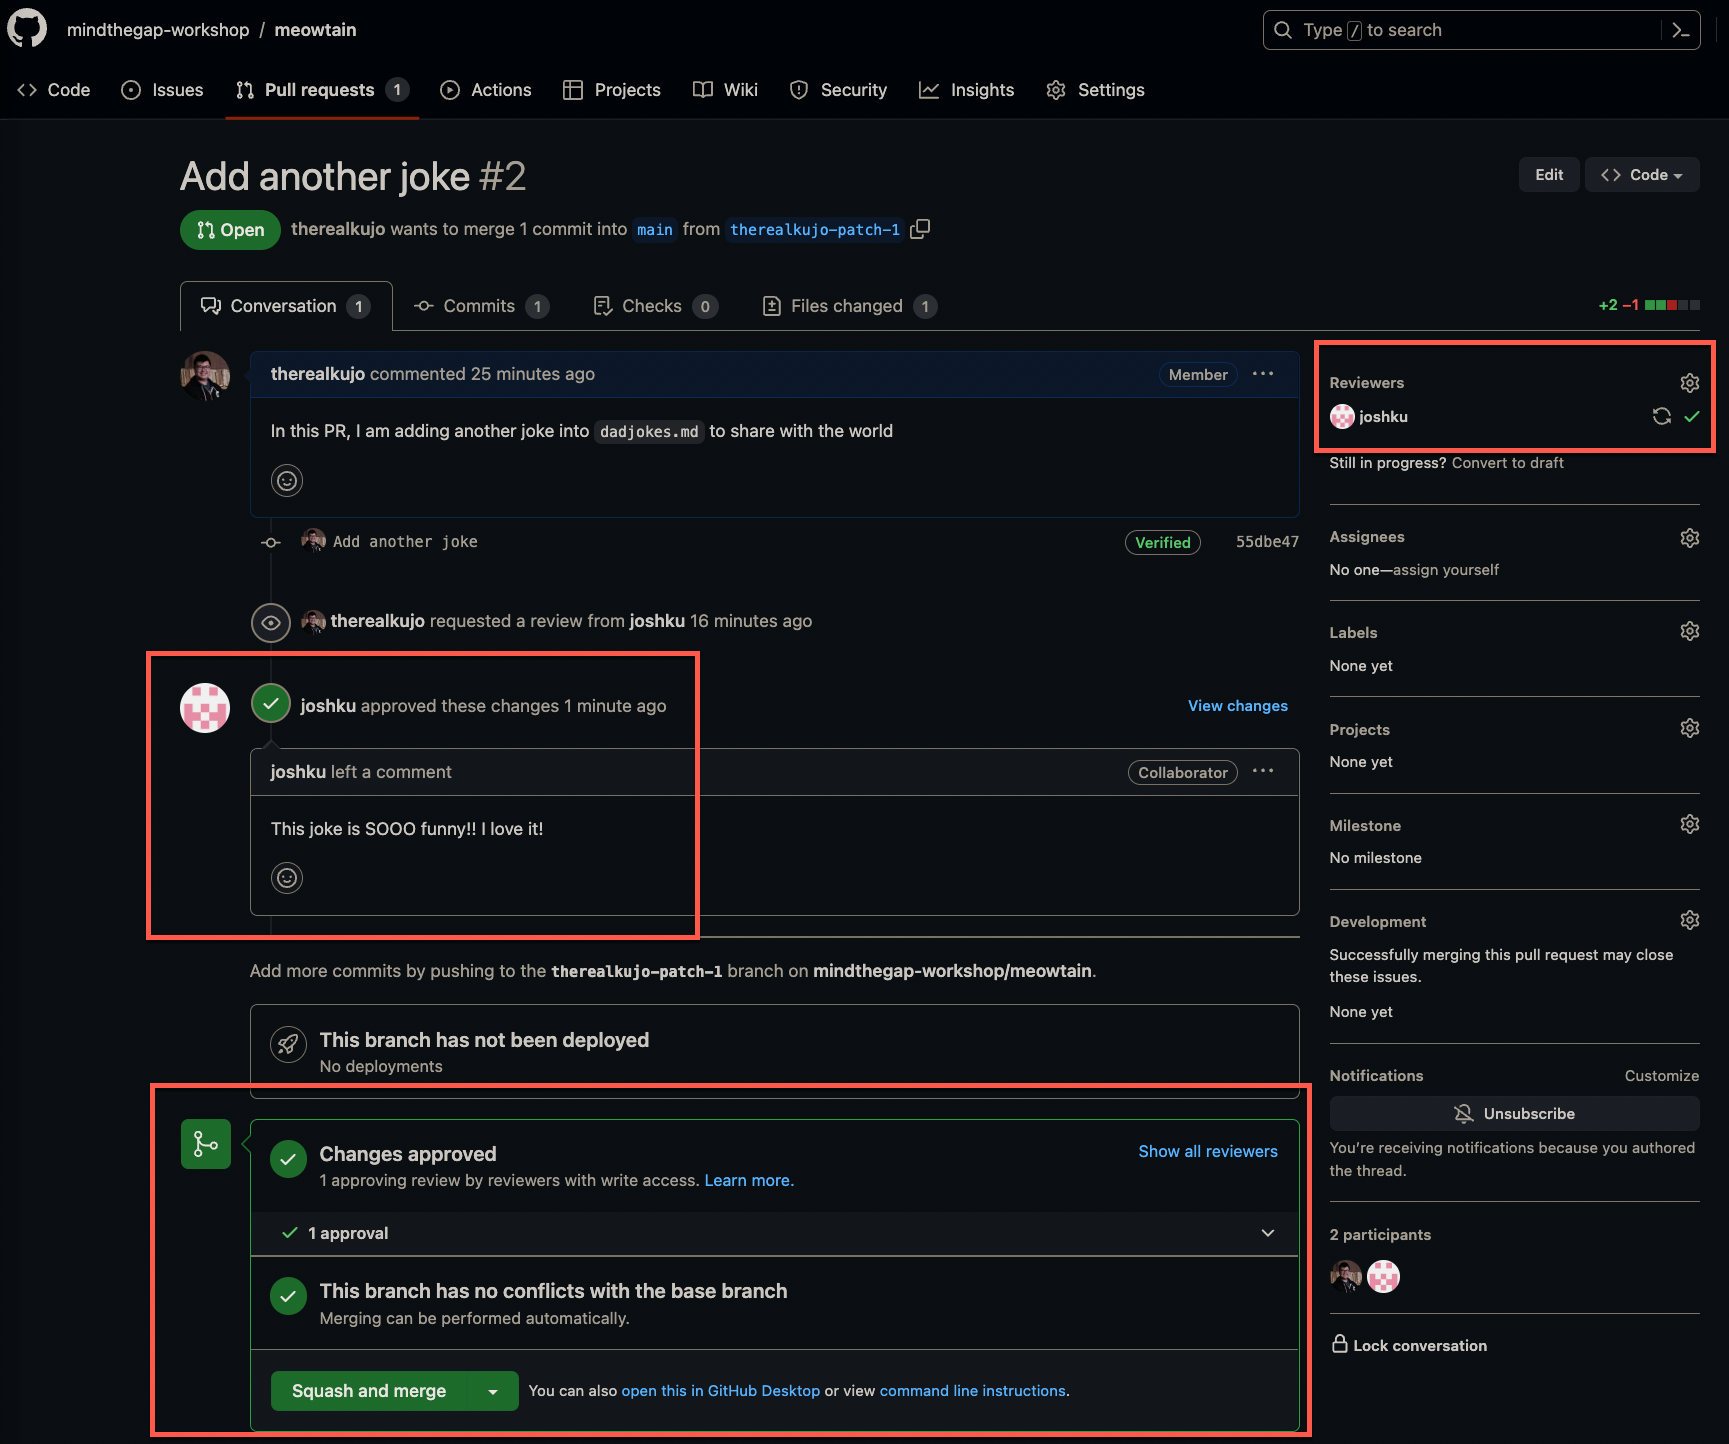 mindthegap-workshop / meowtain
Type / to search
Code
Issues
Pull requests 1
Actions
Projects
Wiki
Security
Insights
Settings
Add another joke #2
Edit
Code
Open
therealkujo wants to merge 1 commit into main from therealkujo-patch-1
Conversation 1
Commits 1
Checks 0
Files changed 1
+2 −1
therealkujo commented 25 minutes ago
Member
In this PR, I am adding another joke into dadjokes.md to share with the world
Add another joke
Verified
55dbe47
therealkujo requested a review from joshku 16 minutes ago
joshku approved these changes 1 minute ago
View changes
joshku left a comment
Collaborator
This joke is SOOO funny!! I love it!
Add more commits by pushing to the therealkujo-patch-1 branch on mindthegap-workshop/meowtain.
This branch has not been deployed
No deployments
Changes approved
Show all reviewers
1 approving review by reviewers with write access. Learn more.
1 approval
This branch has no conflicts with the base branch
Merging can be performed automatically.
Squash and merge
You can also open this in GitHub Desktop or view command line instructions.
Reviewers
joshku
Still in progress? Convert to draft
Assignees
No one—assign yourself
Labels
None yet
Projects
None yet
Milestone
No milestone
Development
Successfully merging this pull request may close
these issues.
None yet
Notifications
Customize
Unsubscribe
You're receiving notifications because you authored
the thread.
2 participants
Lock conversation